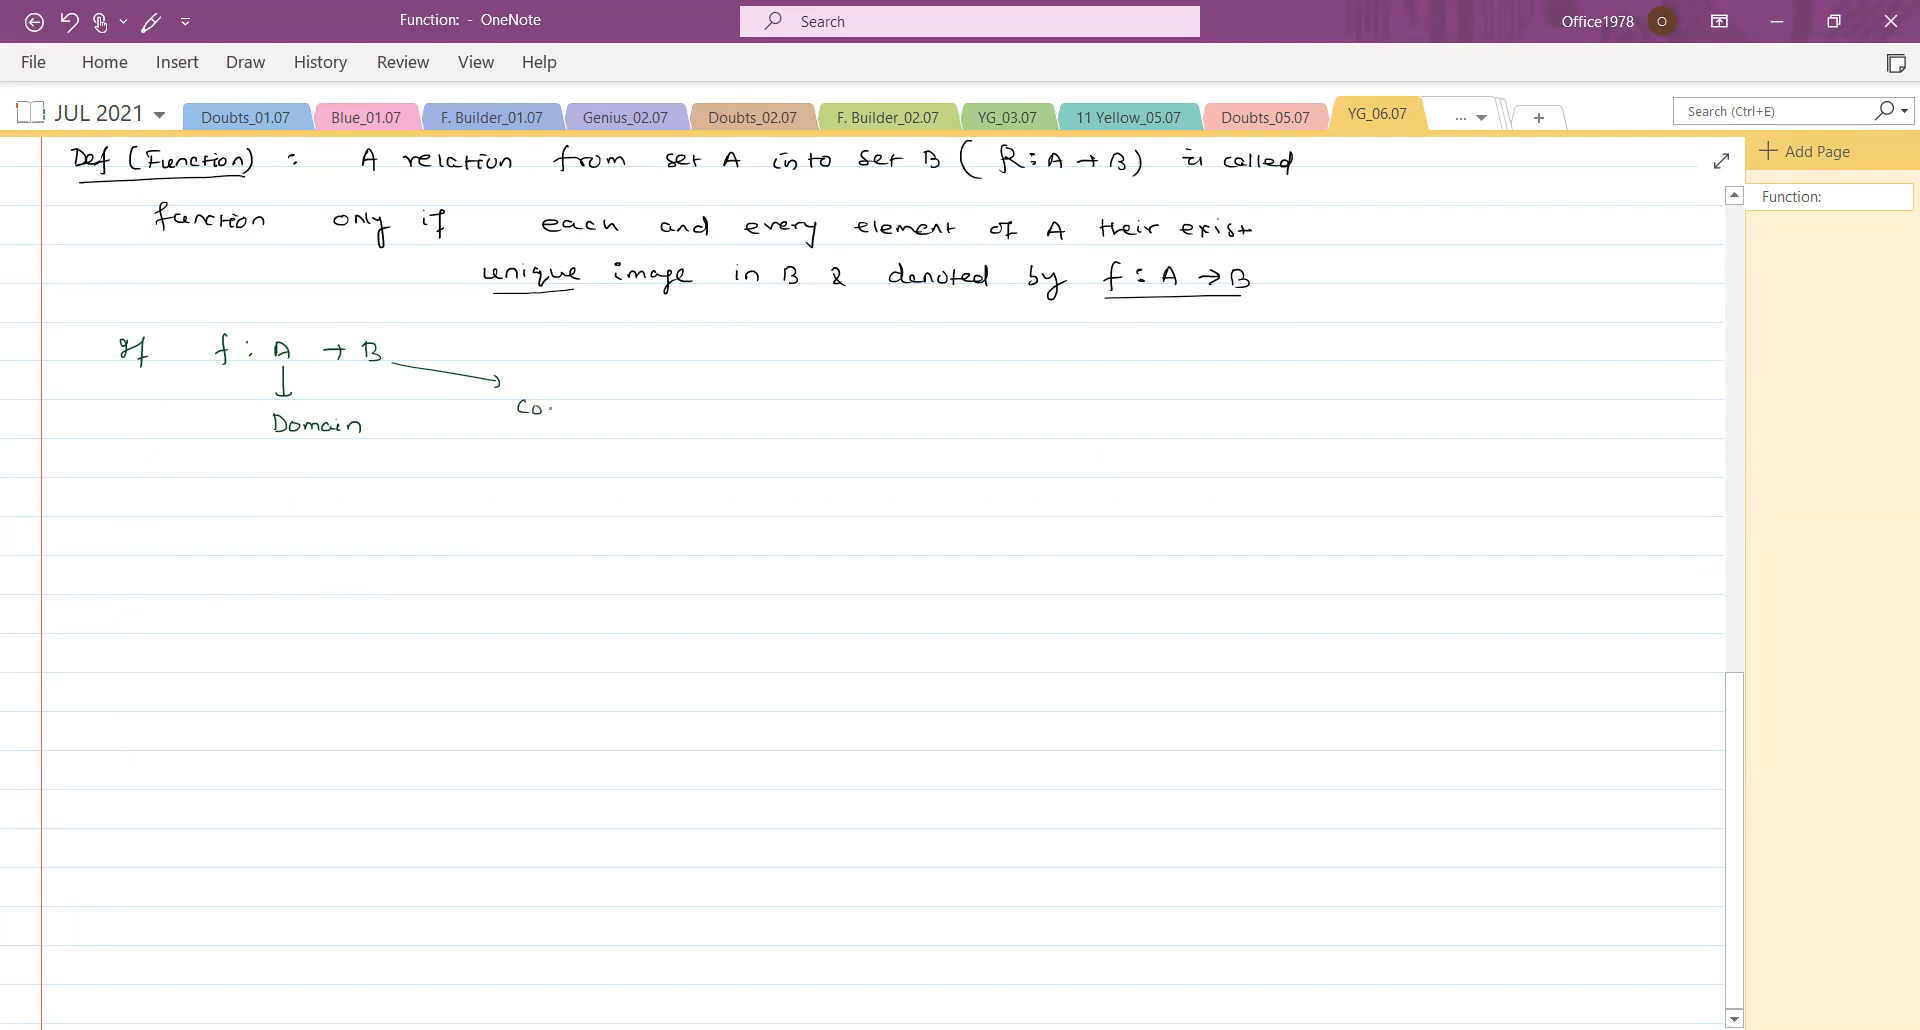 Function: - OneNote
Search
Office1978
O
File Home Insert Draw History Review View Help
JUL 2021
Doubts_01.07 Blue_01.07 F. Builder_01.07 Genius_02.07 Doubts_02.07 F. Builder_02.07 YG_03.07 11 Yellow_05.07 Doubts_05.07 YG_06.07 ... +
Search (Ctrl+E)
Add Page
Function:
Def (Function) : A relation from set A into set B ( R : A → B) is called
function only if each and every element of A their exist
unique image in B & denoted by f : A → B
If f : A → B
Co
Domain